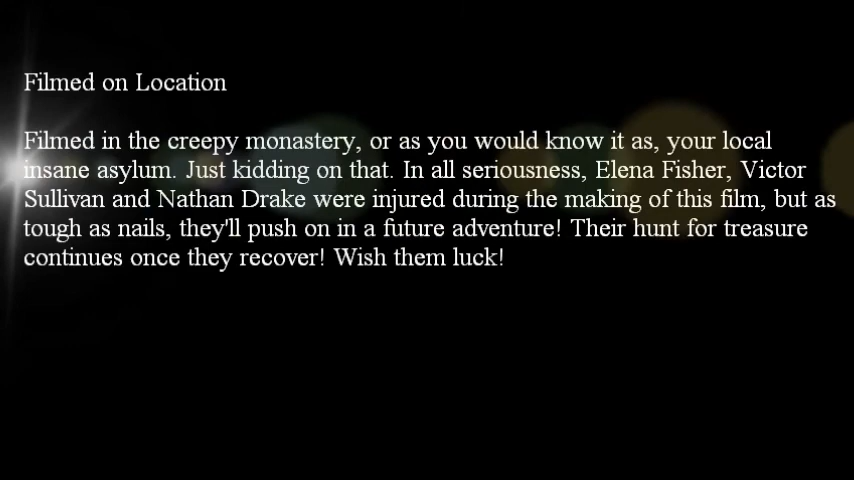 Filmed on Location
Filmed in the creepy monastery, or as you would know it as, your local
insane asylum. Just kidding on that. In all seriousness, Elena Fisher, Victor
Sullivan and Nathan Drake were injured during the making of this film, but as
tough as nails, they'll push on in a future adventure! Their hunt for treasure
continues once they recover! Wish them luck!